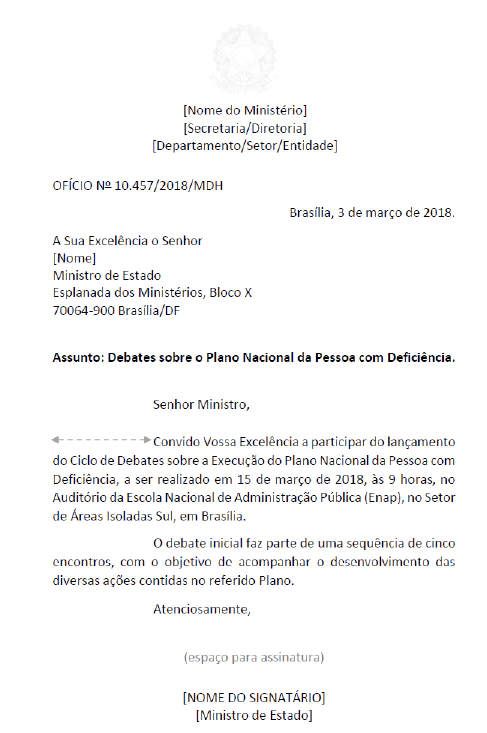 [Nome do Ministério]
[Secretaria/Diretoria]
[Departamento/Setor/Entidade]
OFÍCIO Nº 10.457/2018/MDH
Brasília, 3 de março de 2018.
A Sua Excelência o Senhor
[Nome]
Ministro de Estado
Esplanada dos Ministérios, Bloco X
70064-900 Brasília/DF
Assunto: Debates sobre o Plano Nacional da Pessoa com Deficiência.
Senhor Ministro,
Convido Vossa Excelência a participar do lançamento
do Ciclo de Debates sobre a Execução do Plano Nacional da Pessoa com
Deficiência, a ser realizado em 15 de março de 2018, às 9 horas, no
Auditório da Escola Nacional de Administração Pública (Enap), no Setor
de Áreas Isoladas Sul, em Brasília.
O debate inicial faz parte de uma sequência de cinco
encontros, com o objetivo de acompanhar o desenvolvimento das
diversas ações contidas no referido Plano.
Atenciosamente,
(espaço para assinatura)
[NOME DO SIGNATÁRIO]
[Ministro de Estado]